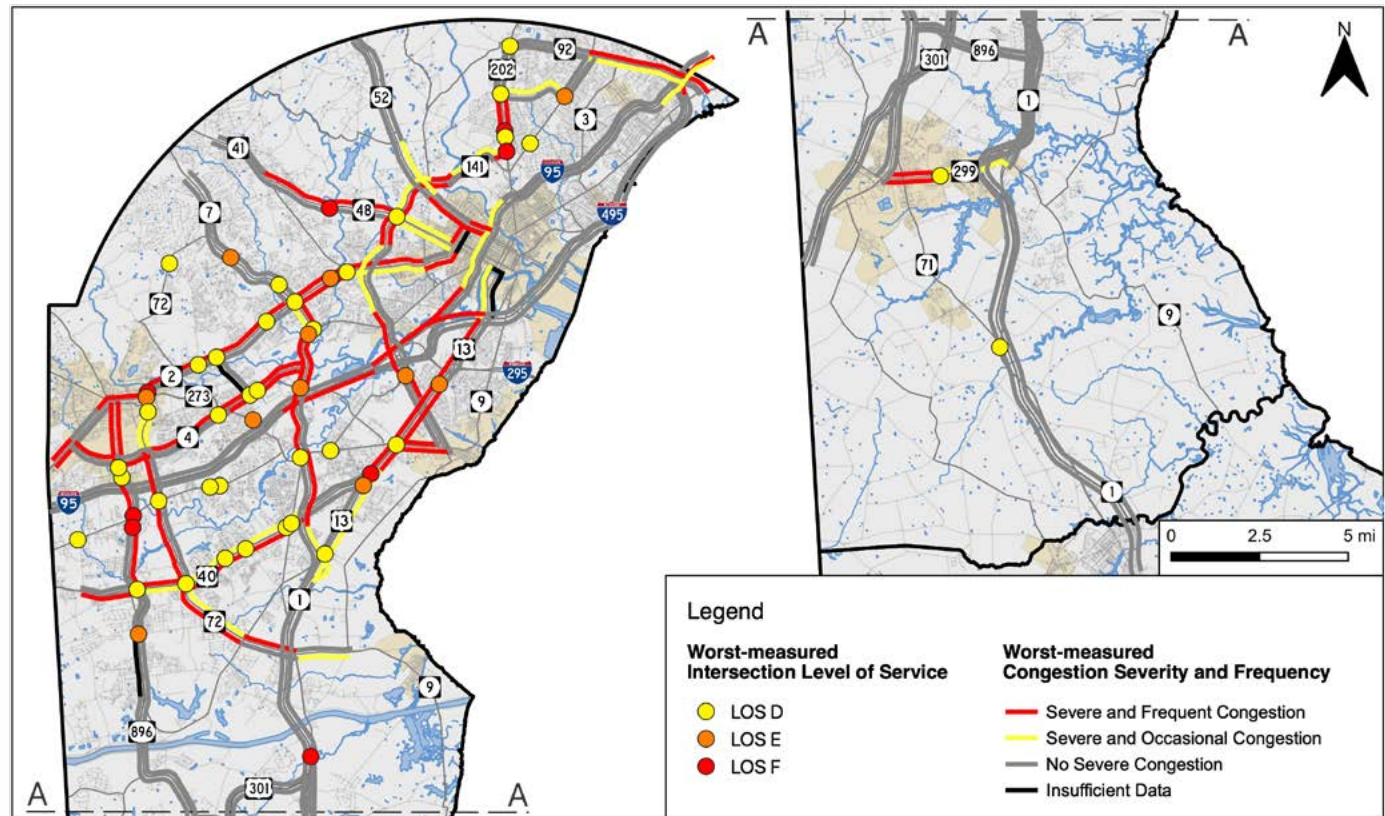 A
A
N
301
896
1
299
71
9
1
0
2.5
5 mi
92
202
52
3
141
41
95
7
48
495
72
13
2
295
273
9
4
95
13
40
1
72
9
896
301
A
A
Legend
Worst-measured
Intersection Level of Service
LOS D
LOS E
LOS F
Worst-measured
Congestion Severity and Frequency
Severe and Frequent Congestion
Severe and Occasional Congestion
No Severe Congestion
Insufficient Data